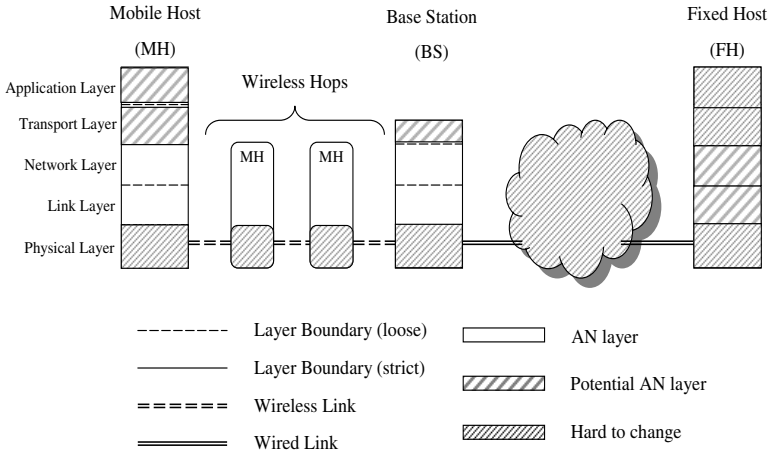 Mobile Host
(MH)
Base Station
(BS)
Fixed Host
(FH)
Application Layer
Transport Layer
Network Layer
Link Layer
Physical Layer
Wireless Hops
MH
MH
Layer Boundary (loose)
Layer Boundary (strict)
Wireless Link
Wired Link
AN layer
Potential AN layer
Hard to change